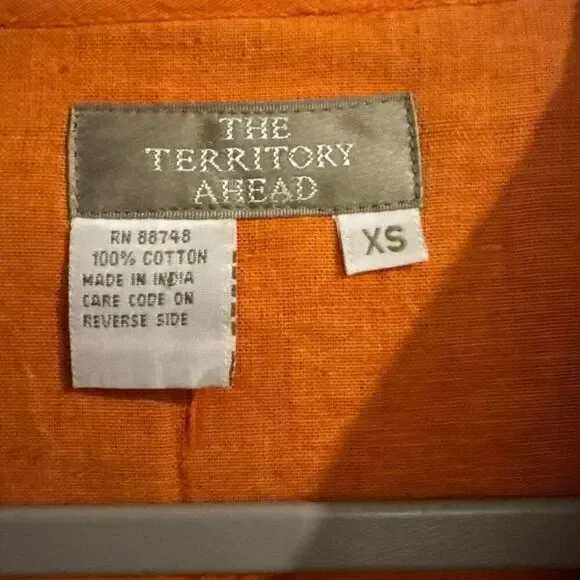 THE
TERRITORY
AHEAD
XS
RN 88748
100% COTTON
MADE IN INDIA
CARE CODE ON
REVERSE SIDE